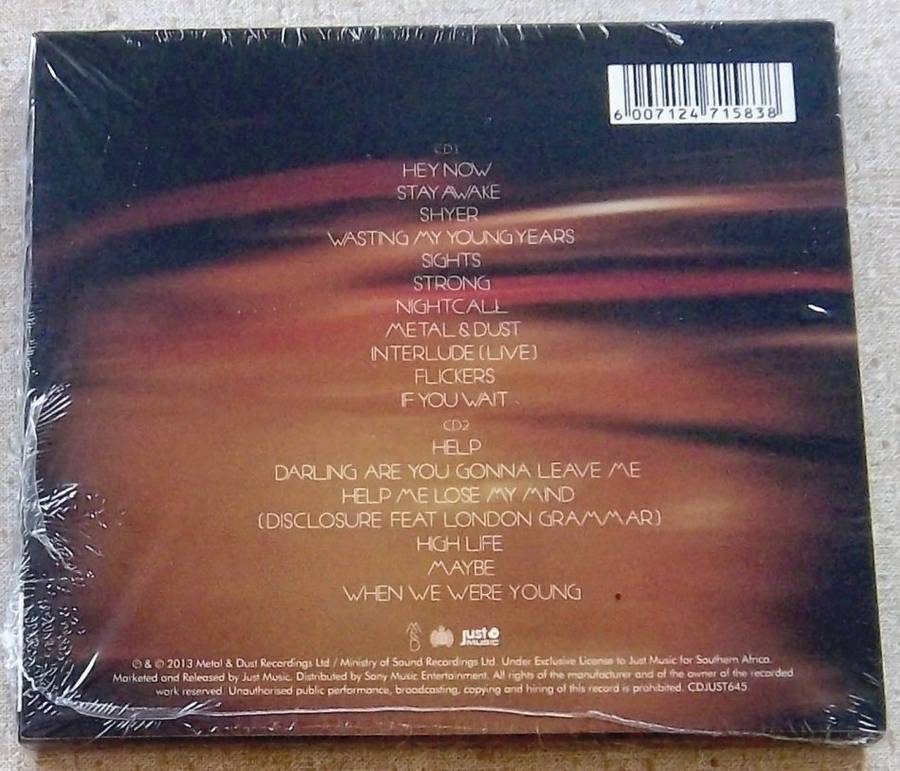 6 007124 715838
CD1
HEY NOW
STAY AWAKE
SHYER
WASTING MY YOUNG YEARS
SIGHTS
STRONG
NIGHTCALL
METAL & DUST
INTERLUDE (LIVE)
FLICKERS
IF YOU WAIT
CD2
HELP
DARLING ARE YOU GONNA LEAVE ME
HELP ME LOSE MY MIND
(DISCLOSURE FEAT LONDON GRAMMAR)
HIGH LIFE
MAYBE
WHEN WE WERE YOUNG
M&D
just MUSIC
℗ & © 2013 Metal & Dust Recordings Ltd / Ministry of Sound Recordings Ltd. Under Exclusive License to Just Music for Southern Africa.
Marketed and Released by Just Music. Distributed by Sony Music Entertainment. All rights of the manufacturer and of the owner of the recorded
work reserved. Unauthorised public performance, broadcasting, copying and hiring of this record is prohibited. CDJUST645